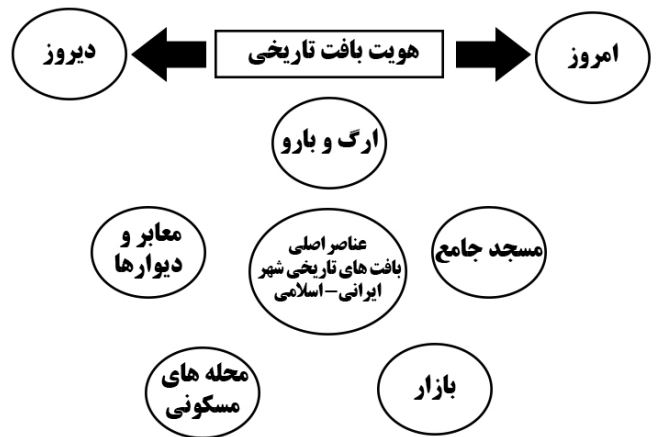 امروز
هویت بافت تاریخی
دیروز
ارگ و بارو
مسجد جامع
عناصر اصلی
بافت های تاریخی شهر
ایرانی–اسلامی
معابر و
دیوارها
بازار
محله های
مسکونی